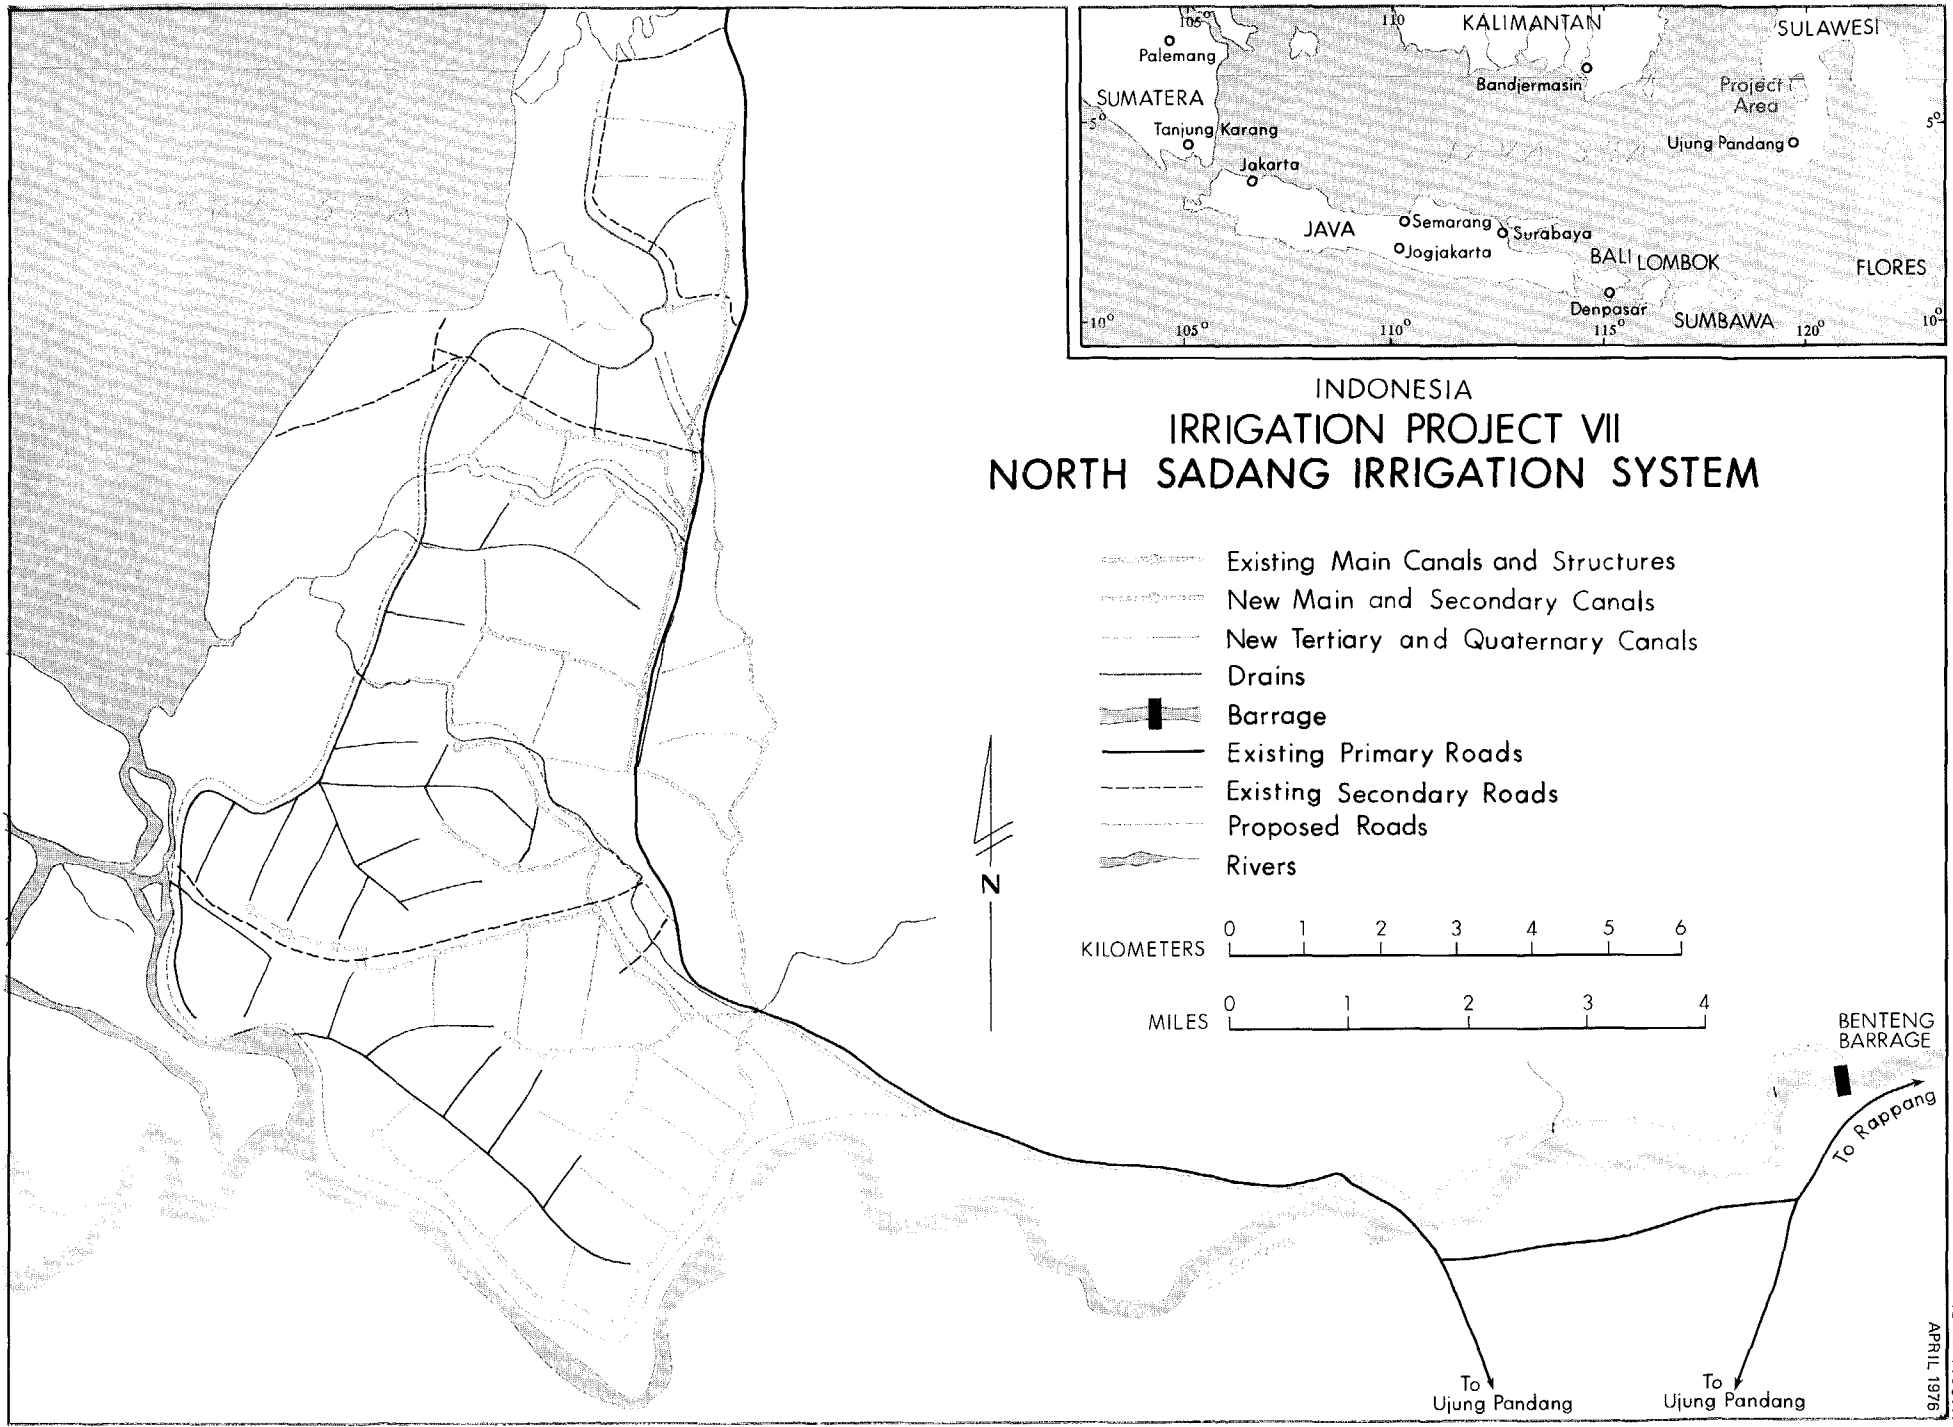 105°
110
KALIMANTAN
SULAWESI
Palemang
Bandjermasin
Project
Area
SUMATERA
5°
5°
Tanjung Karang
Ujung Pandang
Jakarta
JAVA
Semarang
Surabaya
Jogjakarta
BALI
LOMBOK
FLORES
Denpasar
SUMBAWA
10°
105°
110°
115°
120°
10°
INDONESIA
IRRIGATION PROJECT VII
NORTH SADANG IRRIGATION SYSTEM
Existing Main Canals and Structures
New Main and Secondary Canals
New Tertiary and Quaternary Canals
Drains
Barrage
Existing Primary Roads
Existing Secondary Roads
Proposed Roads
Rivers
N
KILOMETERS 0 1 2 3 4 5 6
MILES 0 1 2 3 4
BENTENG
BARRAGE
To Rappang
To
Ujung Pandang
To
Ujung Pandang
APRIL 1976